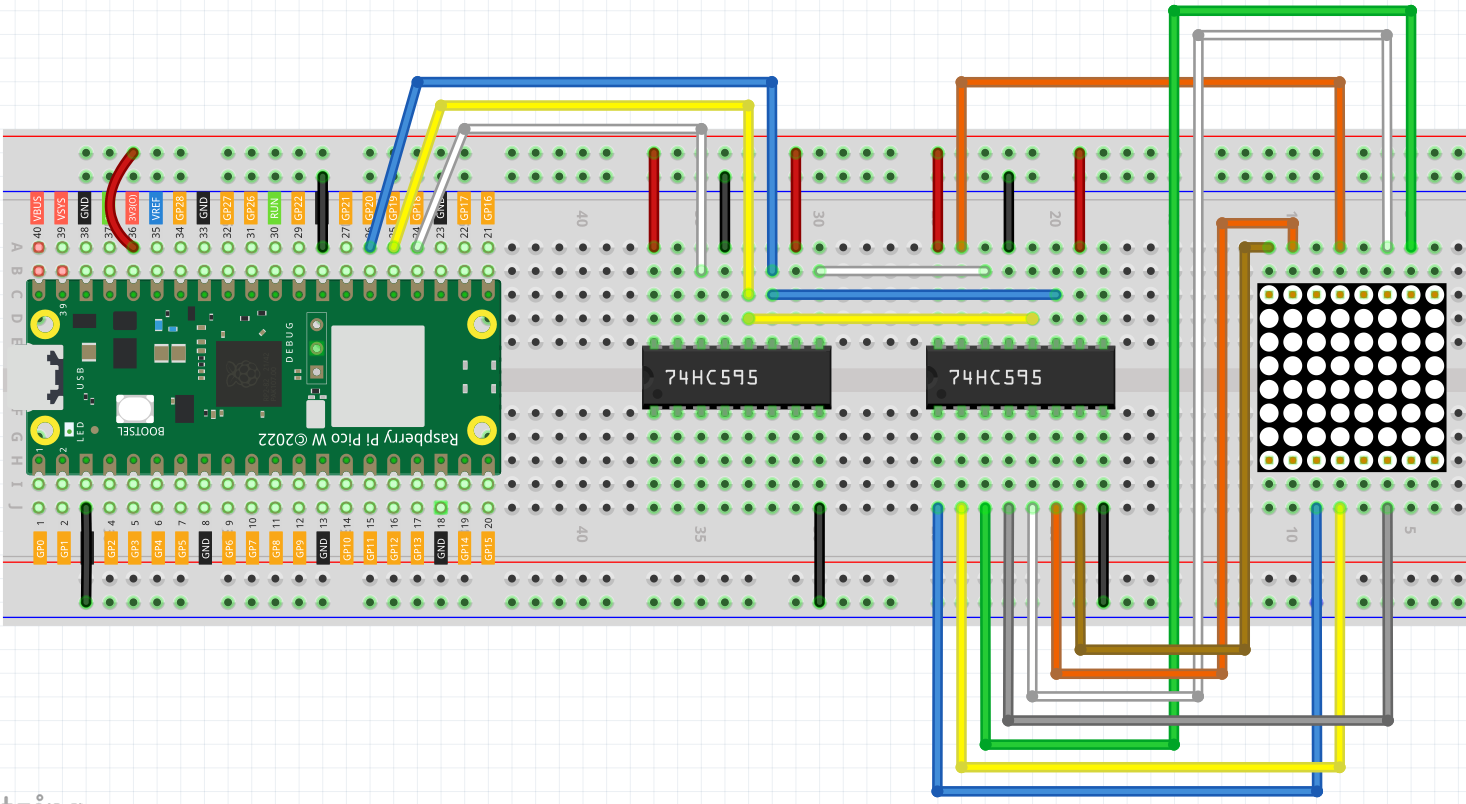 40 VBUS
39 VSYS
38 GND
37
36 3V3(O)
35 VREF
34 GP28
33 GND
32 GP27
31 GP26
30 RUN
29 GP22
27 GP21
26 GP20
25 GP19
24 GP18
23 GND
22 GP17
21 GP16
40
30
20
A
B
C
D
E
39
DEBUG
USB
BOOTSEL
LED
Raspberry Pi Pico W ©2022
1
2
74HC595
74HC595
F
G
H
I
J
1 GP0
2 GP1
4 GP2
5 GP3
6 GP4
7 GP5
8 GND
9 GP6
10 GP7
11 GP8
12 GP9
13 GND
14 GP10
15 GP11
16 GP12
17 GP13
18 GND
19 GP14
20 GP15
40
35
10
5